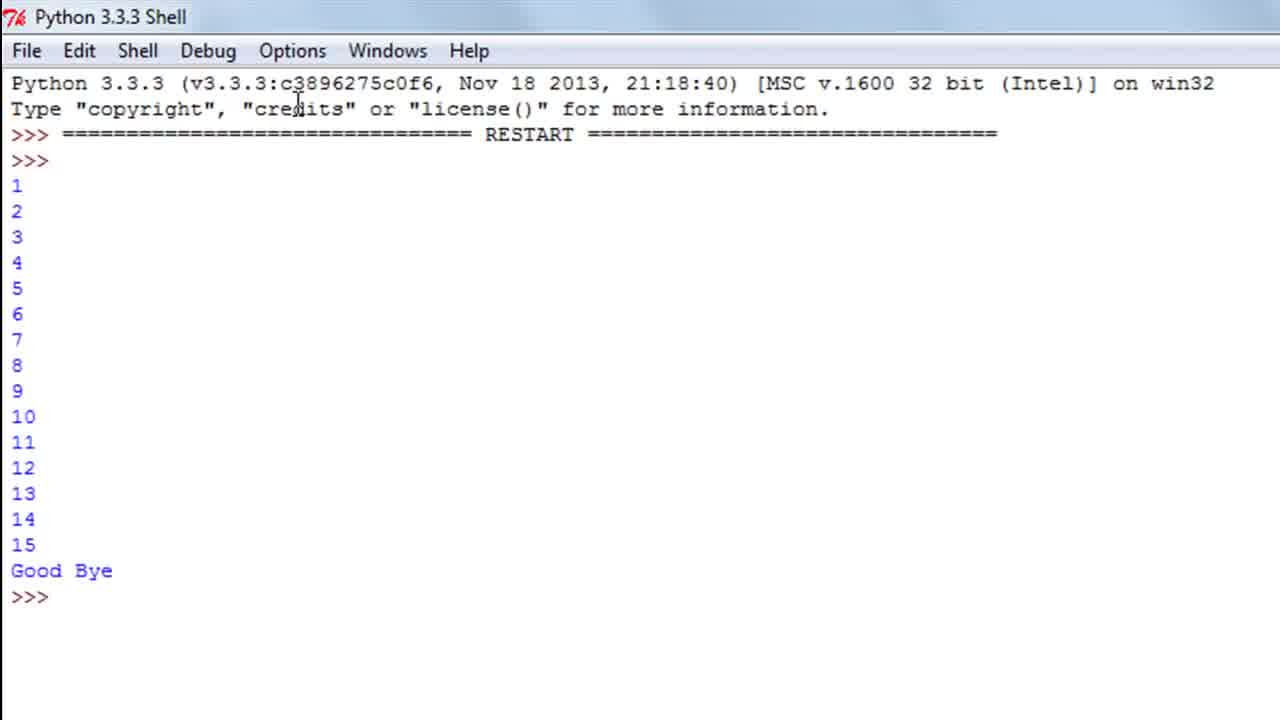 Python 3.3.3 Shell
File Edit Shell Debug Options Windows Help
Python 3.3.3 (v3.3.3:c3896275c0f6, Nov 18 2013, 21:18:40) [MSC v.1600 32 bit (Intel)] on win32
Type "copyright", "credits" or "license()" for more information.
>>> ================================ RESTART ================================
>>>
1
2
3
4
5
6
7
8
9
10
11
12
13
14
15
Good Bye
>>>